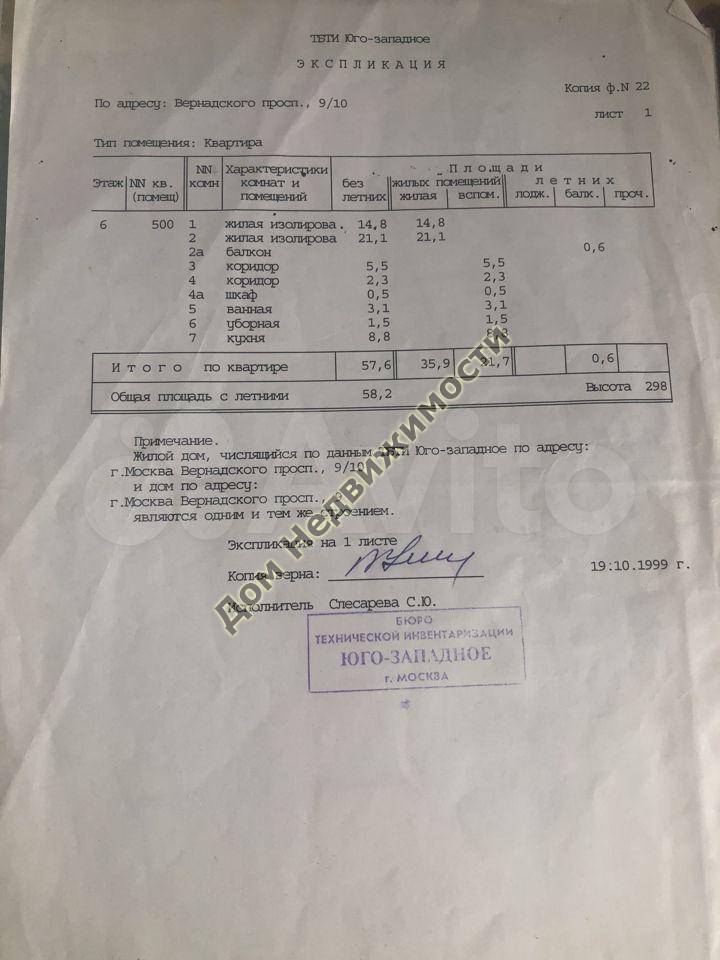 ТБТИ Юго-западное
ЭКСПЛИКАЦИЯ
Копия ф.N 22
По адресу: Вернадского просп., 9/10
лист 1
Тип помещения: Квартира
Этаж NN кв. (помещ) NN комн Характеристики комнат и помещений Площади
без летних жилых помещений жилая вспом. летних лодж. балк. проч.
6 500 1 жилая изолирова. 14,8 14,8
2 жилая изолирова 21,1 21,1
2а балкон 0,6
3 коридор 5,5 5,5
4 коридор 2,3 2,3
4а шкаф 0,5 0,5
5 ванная 3,1 3,1
6 уборная 1,5 1,5
7 кухня 8,8 8,8
Итого по квартире 57,6 35,9 21,7 0,6
Общая площадь с летними 58,2 Высота 298
Примечание.
Жилой дом, числящийся по данным ТБТИ Юго-западное по адресу:
г.Москва Вернадского просп., 9/10
и дом по адресу:
г.Москва Вернадского просп., 9
являются одним и тем же строением.
Экспликация на 1 листе
Копия верна:
19:10.1999 г.
Исполнитель Слесарева С.Ю.
БЮРО
ТЕХНИЧЕСКОЙ ИНВЕНТАРИЗАЦИИ
ЮГО-ЗАПАДНОЕ
г. МОСКВА
Дом Недвижимости
Avito